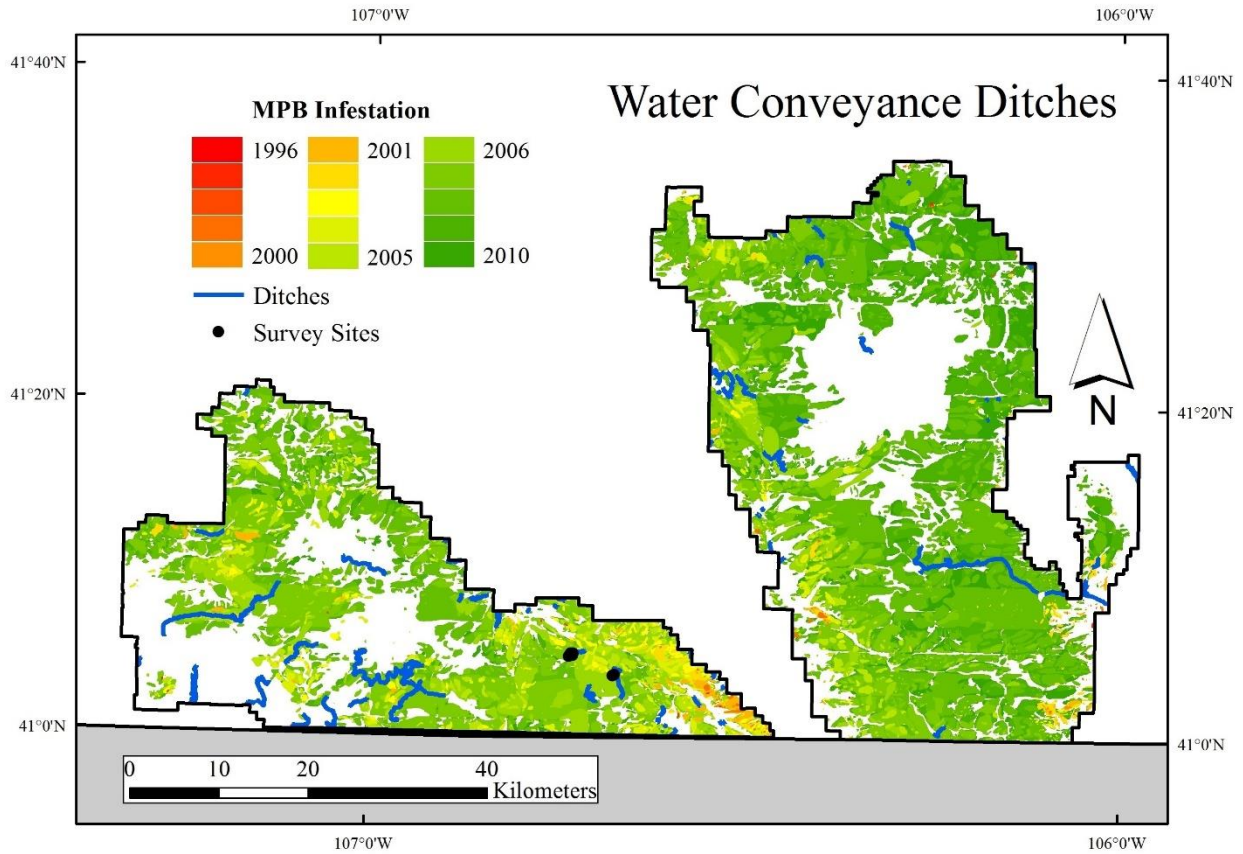 107°0'W
106°0'W
41°40'N
41°40'N
Water Conveyance Ditches
MPB Infestation
1996
2001
2006
2000
2005
2010
Ditches
Survey Sites
N
41°20'N
41°20'N
41°0'N
41°0'N
0 10 20 40
Kilometers
107°0'W
106°0'W